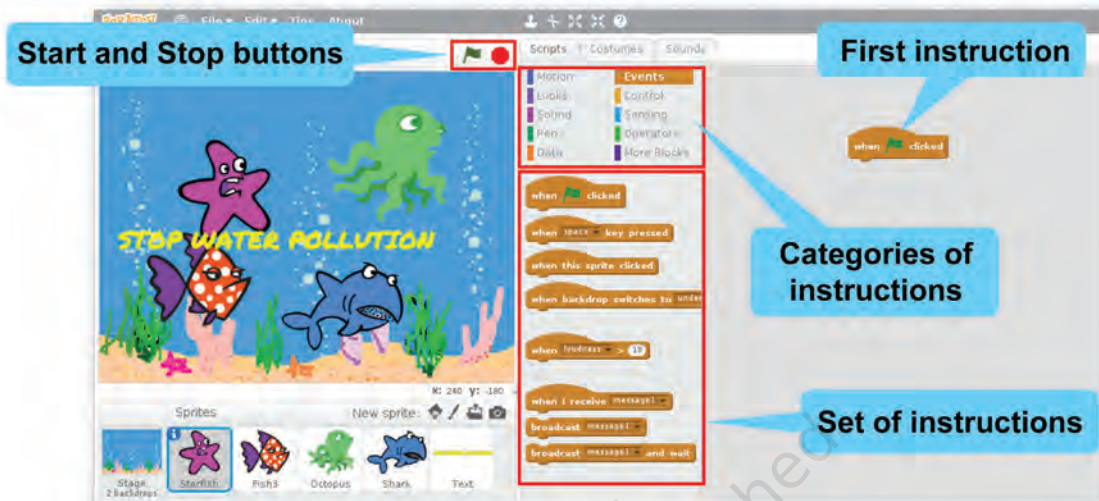 SCRATCH
File Edit Tips About
Start and Stop buttons
Scripts Costumes Sounds
First instruction
Motion Events
Looks Control
Sound Sensing
Pen Operators
Data More Blocks
when clicked
when clicked
when space key pressed
when this sprite clicked
when backdrop switches to under
when loudness > 10
when I receive message1
broadcast message1
broadcast message1 and wait
Categories of
instructions
Set of instructions
STOP WATER POLLUTION
X: 240 y: -180
Sprites New sprite:
Stage
2 backdrops
Starfish Fish3 Octopus Shark Text